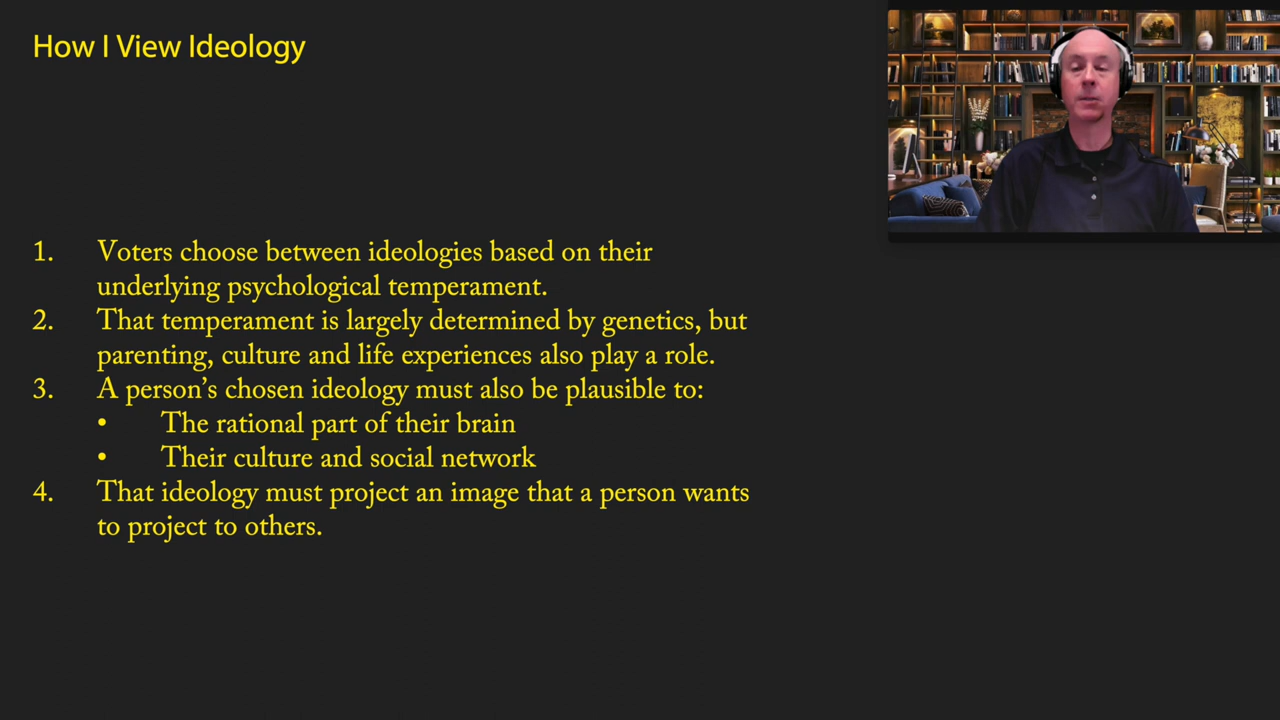 How I View Ideology
1. Voters choose between ideologies based on their
underlying psychological temperament.
2. That temperament is largely determined by genetics, but
parenting, culture and life experiences also play a role.
3. A person’s chosen ideology must also be plausible to:
• The rational part of their brain
• Their culture and social network
4. That ideology must project an image that a person wants
to project to others.